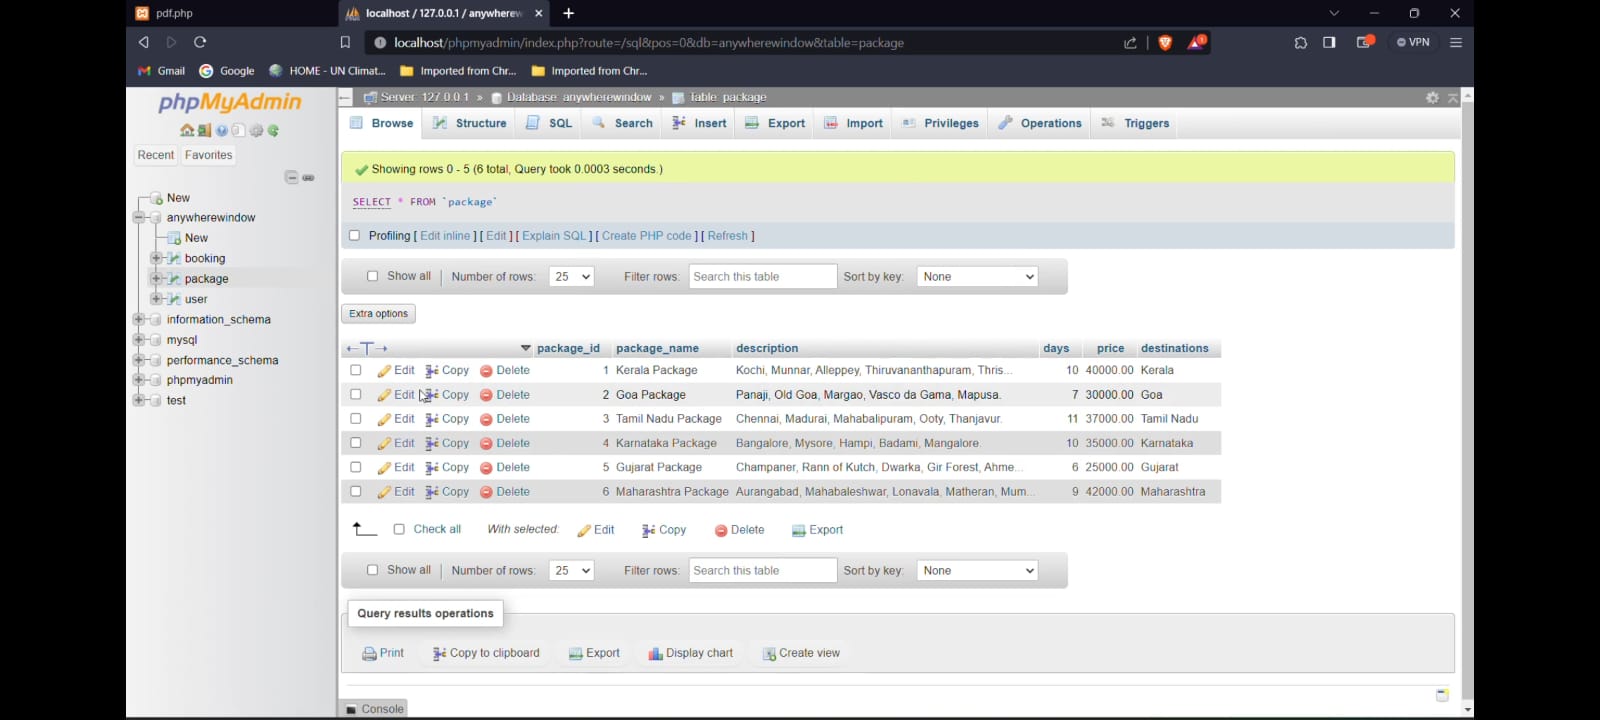 pdf.php
localhost / 127.0.0.1 / anywherew
localhost/phpmyadmin/index.php?route=/sql&pos=0&db=anywherewindow&table=package
1
VPN
Gmail Google HOME - UN Climat... Imported from Chr... Imported from Chr...
phpMyAdmin
Recent Favorites
New
anywherewindow
New
booking
package
user
information_schema
mysql
performance_schema
phpmyadmin
test
Server: 127.0.0.1 » Database: anywherewindow » Table: package
Browse Structure SQL Search Insert Export Import Privileges Operations Triggers
Showing rows 0 - 5 (6 total, Query took 0.0003 seconds.)
SELECT * FROM `package`
Profiling [ Edit inline ] [ Edit ] [ Explain SQL ] [ Create PHP code ] [ Refresh ]
Show all Number of rows: 25 Filter rows: Search this table Sort by key: None
Extra options
package_id package_name description days price destinations
Edit Copy Delete 1 Kerala Package Kochi, Munnar, Alleppey, Thiruvananthapuram, Thris... 10 40000.00 Kerala
Edit Copy Delete 2 Goa Package Panaji, Old Goa, Margao, Vasco da Gama, Mapusa. 7 30000.00 Goa
Edit Copy Delete 3 Tamil Nadu Package Chennai, Madurai, Mahabalipuram, Ooty, Thanjavur. 11 37000.00 Tamil Nadu
Edit Copy Delete 4 Karnataka Package Bangalore, Mysore, Hampi, Badami, Mangalore. 10 35000.00 Karnataka
Edit Copy Delete 5 Gujarat Package Champaner, Rann of Kutch, Dwarka, Gir Forest, Ahme... 6 25000.00 Gujarat
Edit Copy Delete 6 Maharashtra Package Aurangabad, Mahabaleshwar, Lonavala, Matheran, Mum... 9 42000.00 Maharashtra
Check all With selected: Edit Copy Delete Export
Show all Number of rows: 25 Filter rows: Search this table Sort by key: None
Query results operations
Print Copy to clipboard Export Display chart Create view
Console